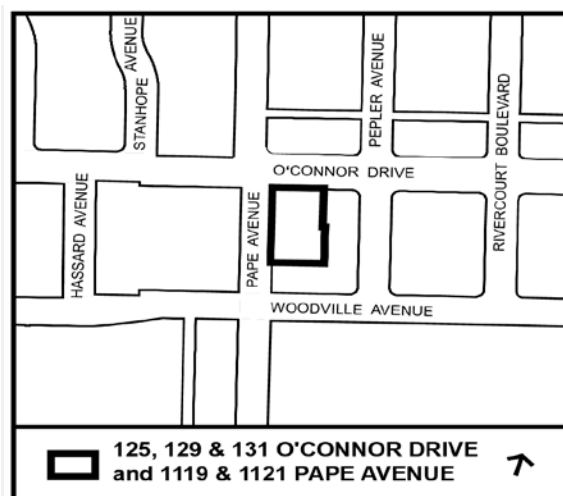 STANHOPE AVENUE
PEPLER AVENUE
RIVERCOURT BOULEVARD
O'CONNOR DRIVE
HASSARD AVENUE
PAPE AVENUE
WOODVILLE AVENUE
125, 129 & 131 O'CONNOR DRIVE
and 1119 & 1121 PAPE AVENUE